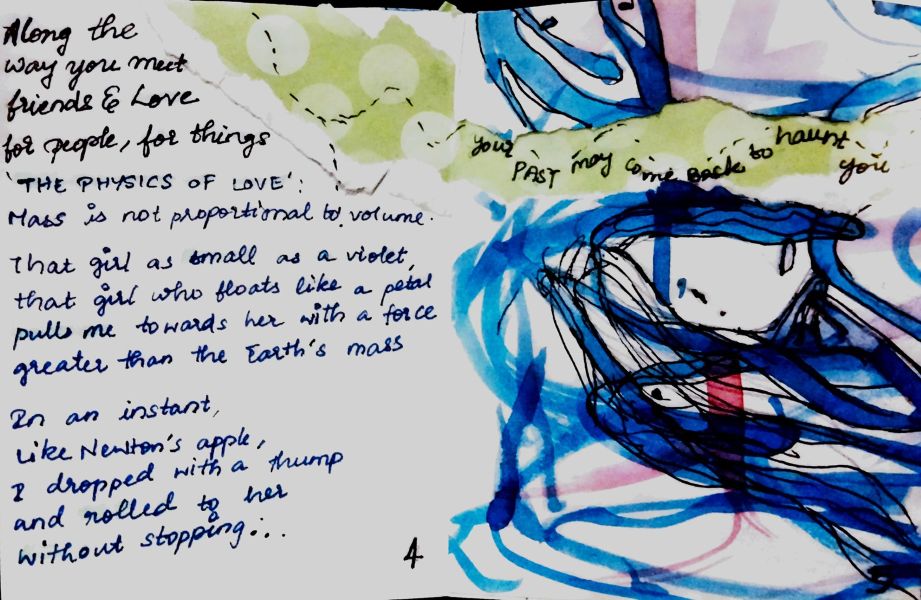 Along the
way you meet
friends & Love
for people, for things
'THE PHYSICS OF LOVE':
Mass is not proportional to volume.
That girl as small as a violet,
that girl who floats like a petal
pulls me towards her with a force
greater than the Earth's mass
In an instant,
Like Newton's apple,
I dropped with a thump
and rolled to her
without stopping...
4
your PAST may come BACK to haunt you